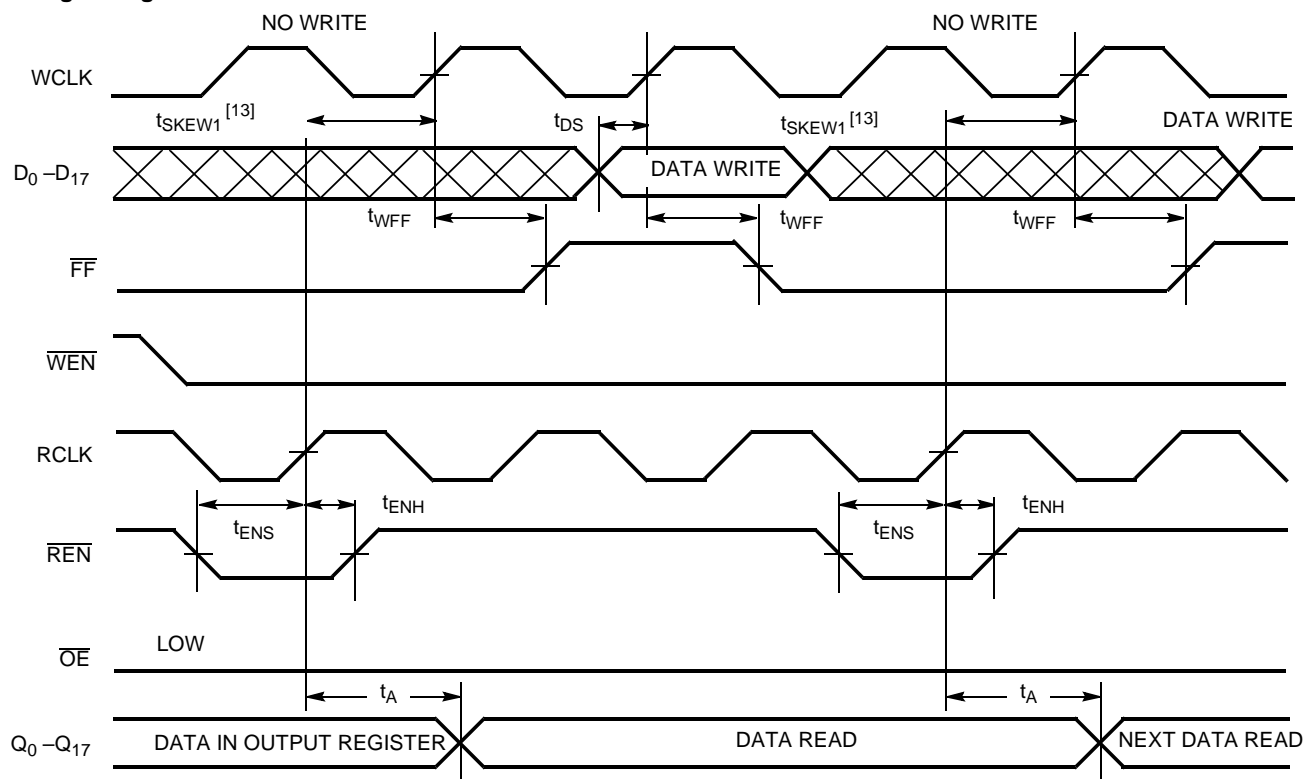 NO WRITE NO WRITE
WCLK
tSKEW1 [13] tDS tSKEW1 [13] DATA WRITE
D0 –D17 DATA WRITE
tWFF tWFF tWFF
FF
WEN
RCLK
tENS tENH tENS tENH
REN
LOW
OE
tA tA
Q0 –Q17 DATA IN OUTPUT REGISTER DATA READ NEXT DATA READ